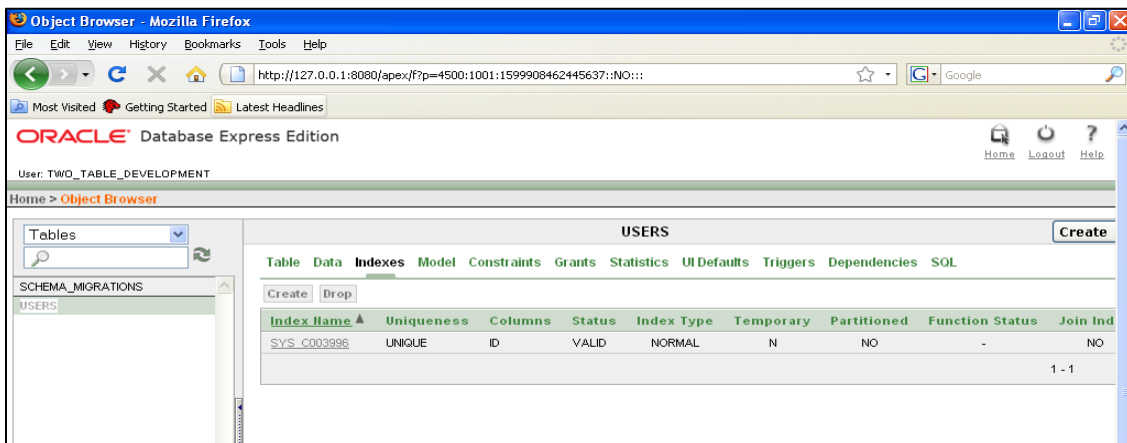 Object Browser - Mozilla Firefox
File Edit View History Bookmarks Tools Help
http://127.0.0.1:8080/apex/f?p=4500:1001:1599908462445637::NO::: G Google
Most Visited Getting Started Latest Headlines
ORACLE Database Express Edition
Home Logout Help
User: TWO_TABLE_DEVELOPMENT
Home > Object Browser
Tables
USERS
Create
Table Data Indexes Model Constraints Grants Statistics UI Defaults Triggers Dependencies SQL
SCHEMA_MIGRATIONS
USERS
Create Drop
Index Name Uniqueness Columns Status Index Type Temporary Partitioned Function Status Join Ind
SYS_C003996 UNIQUE ID VALID NORMAL N NO - NO
1 - 1